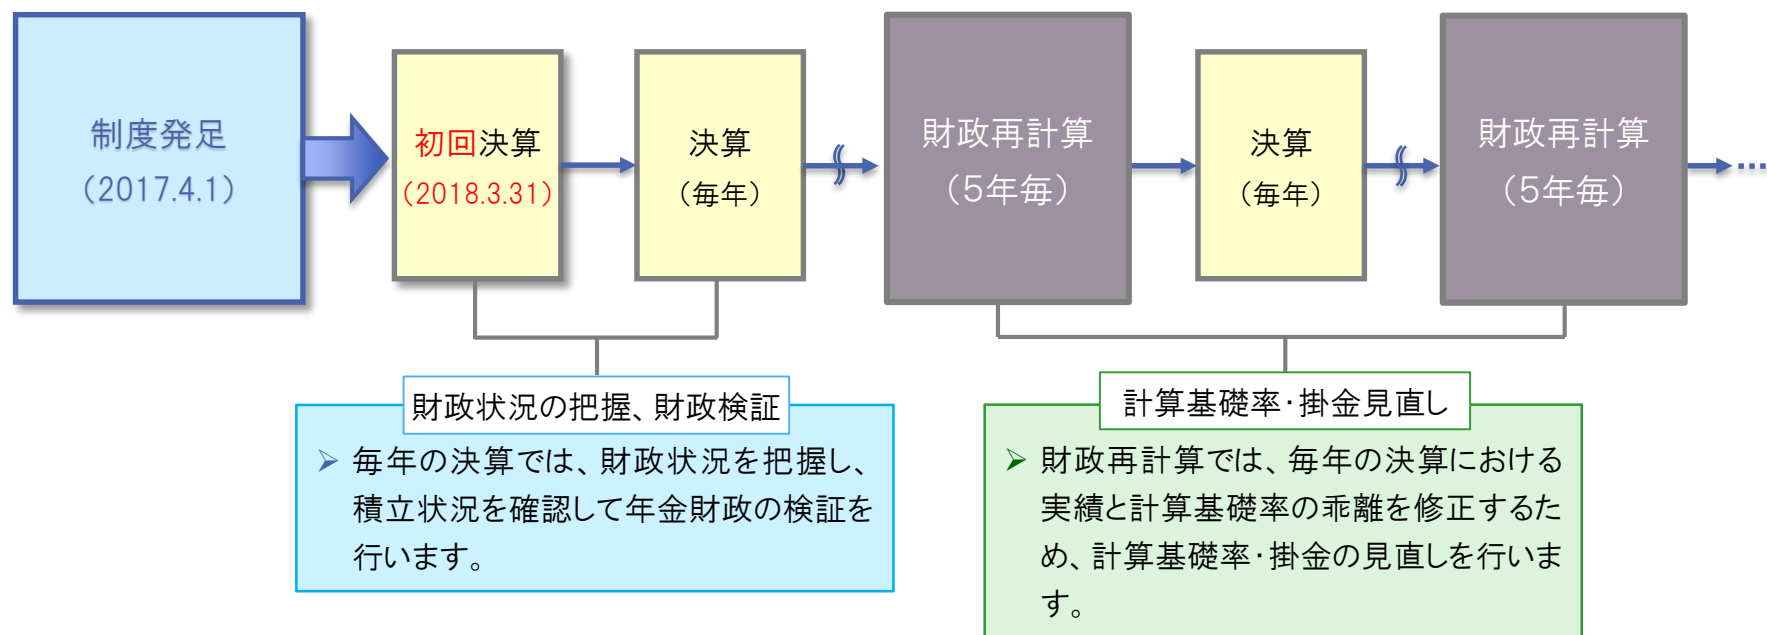 制度発足
（2017.4.1）
初回決算
（2018.3.31）
決算
（毎年）
財政再計算
（5年毎）
決算
（毎年）
財政再計算
（5年毎）
…
財政状況の把握、財政検証
➢ 毎年の決算では、財政状況を把握し、
積立状況を確認して年金財政の検証を
行います。
計算基礎率・掛金見直し
➢ 財政再計算では、毎年の決算における
実績と計算基礎率の乖離を修正するた
め、計算基礎率・掛金の見直しを行いま
す。